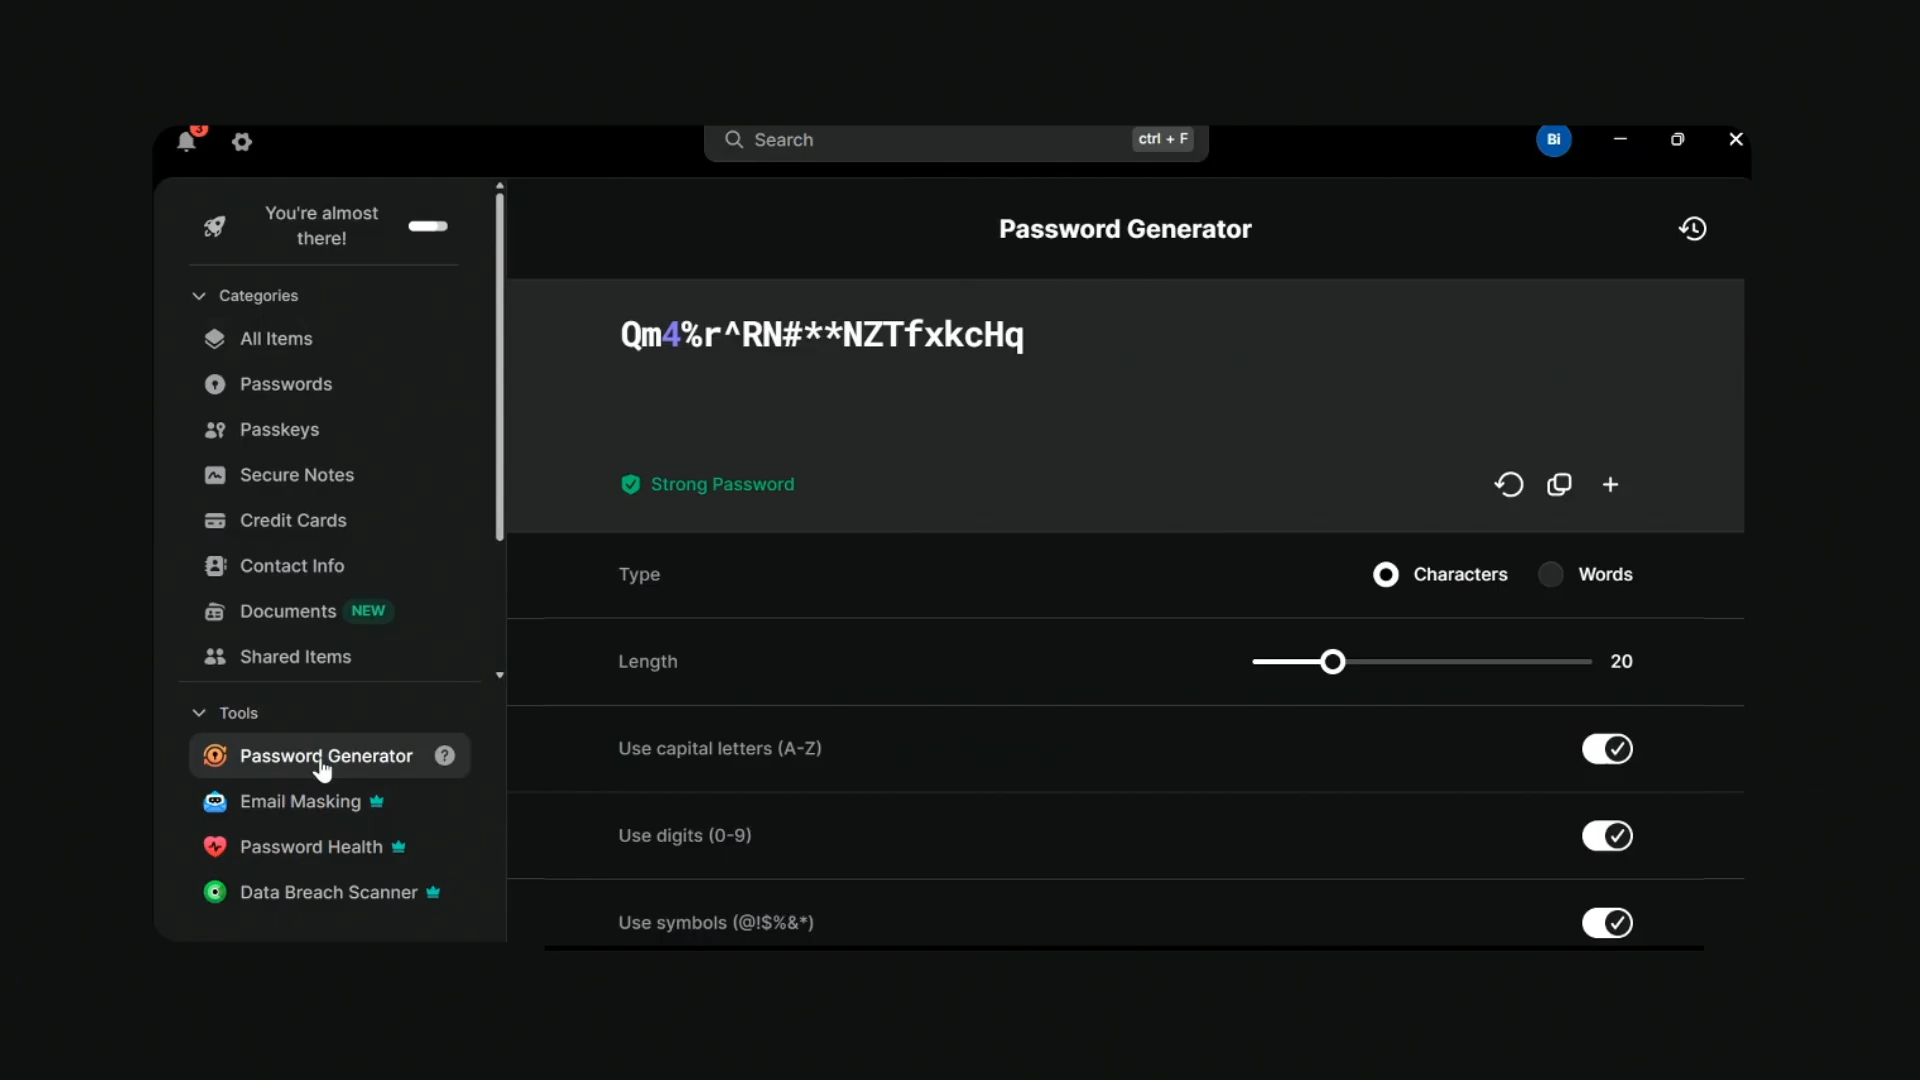 3
Search
ctrl + F
Bi
You're almost
there!
Categories
All Items
Passwords
Passkeys
Secure Notes
Credit Cards
Contact Info
Documents NEW
Shared Items
Tools
Password Generator ?
Email Masking
Password Health
Data Breach Scanner
Password Generator
Qm4%r^RN#**NZTfxkcHq
Strong Password
Type
Characters Words
Length
20
Use capital letters (A-Z)
Use digits (0-9)
Use symbols (@!$%&*)